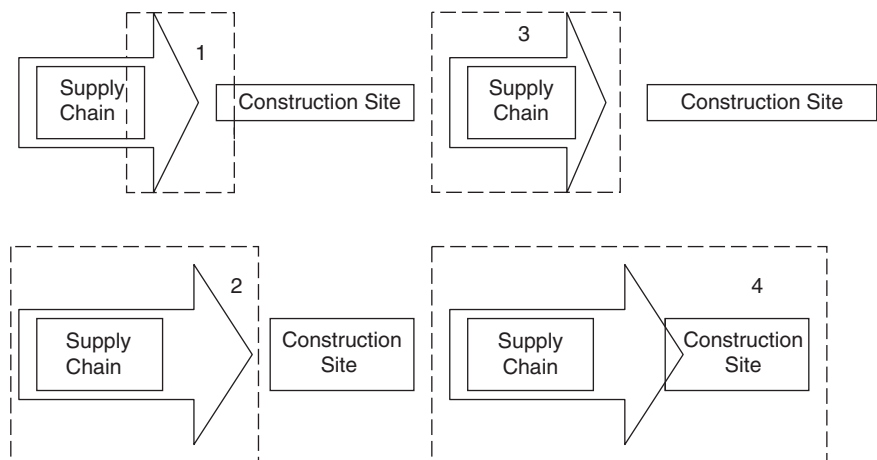 1
Supply
Chain
Construction Site
3
Supply
Chain
Construction Site
2
Supply
Chain
Construction
Site
4
Supply
Chain
Construction
Site